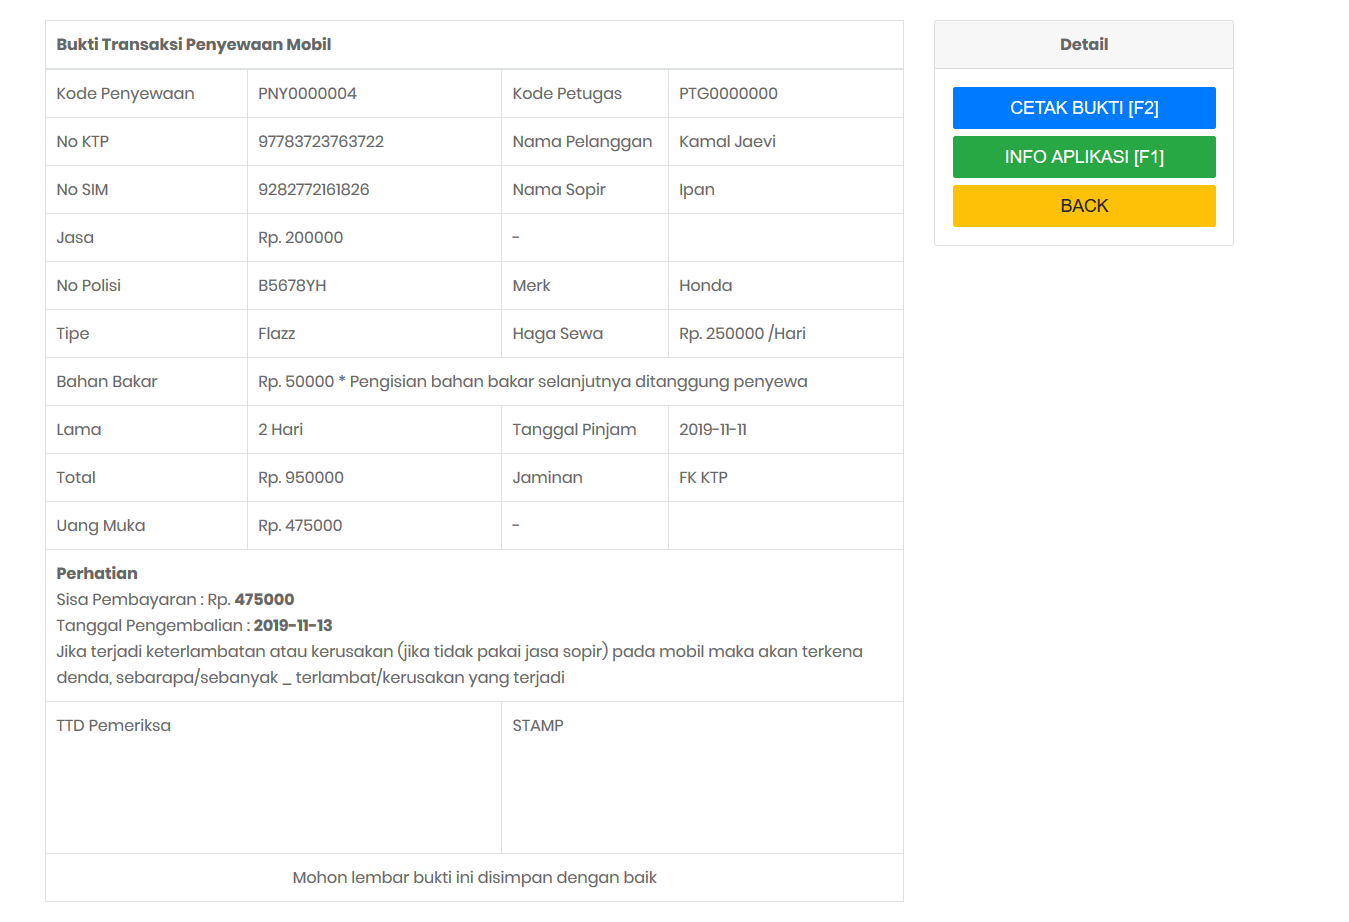 Bukti Transaksi Penyewaan Mobil
Kode Penyewaan PNY0000004 Kode Petugas PTG0000000
No KTP 97783723763722 Nama Pelanggan Kamal Jaevi
No SIM 9282772161826 Nama Sopir Ipan
Jasa Rp. 200000 -
No Polisi B5678YH Merk Honda
Tipe Flazz Haga Sewa Rp. 250000 /Hari
Bahan Bakar Rp. 50000 * Pengisian bahan bakar selanjutnya ditanggung penyewa
Lama 2 Hari Tanggal Pinjam 2019-11-11
Total Rp. 950000 Jaminan FK KTP
Uang Muka Rp. 475000 -
Perhatian
Sisa Pembayaran : Rp. 475000
Tanggal Pengembalian : 2019-11-13
Jika terjadi keterlambatan atau kerusakan (jika tidak pakai jasa sopir) pada mobil maka akan terkena
denda, sebarapa/sebanyak _ terlambat/kerusakan yang terjadi
TTD Pemeriksa STAMP
Mohon lembar bukti ini disimpan dengan baik
Detail
CETAK BUKTI [F2]
INFO APLIKASI [F1]
BACK